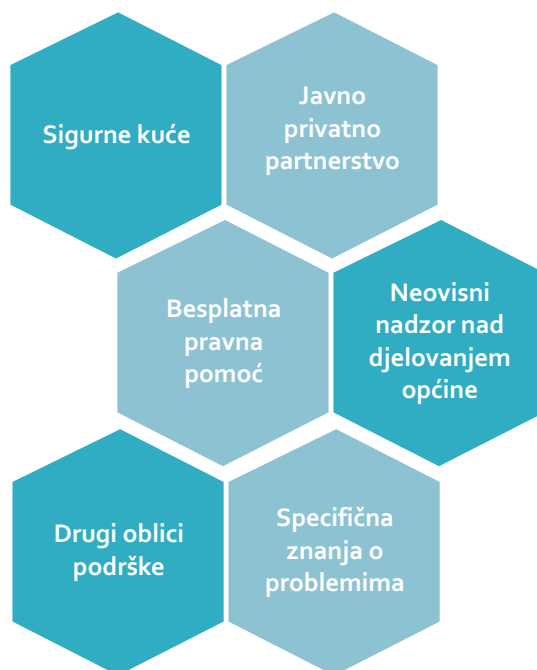 Sigurne kuće
Javno
privatno
partnerstvo
Besplatna
pravna
pomoć
Neovisni
nadzor nad
djelovanjem
općine
Drugi oblici
podrške
Specifična
znanja o
problemima